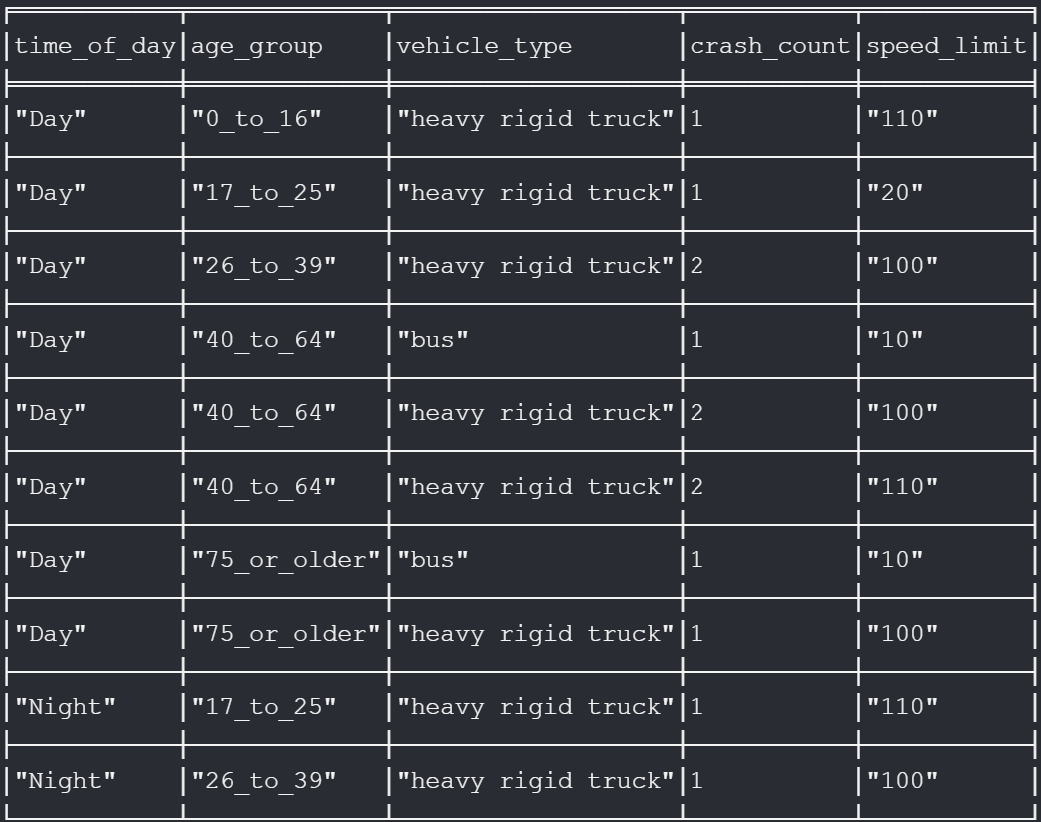 |time_of_day|age_group |vehicle_type |crash_count|speed_limit|
|"Day" |"0_to_16" |"heavy rigid truck"|1 |"110" |
|"Day" |"17_to_25" |"heavy rigid truck"|1 |"20" |
|"Day" |"26_to_39" |"heavy rigid truck"|2 |"100" |
|"Day" |"40_to_64" |"bus" |1 |"10" |
|"Day" |"40_to_64" |"heavy rigid truck"|2 |"100" |
|"Day" |"40_to_64" |"heavy rigid truck"|2 |"110" |
|"Day" |"75_or_older"|"bus" |1 |"10" |
|"Day" |"75_or_older"|"heavy rigid truck"|1 |"100" |
|"Night" |"17_to_25" |"heavy rigid truck"|1 |"110" |
|"Night" |"26_to_39" |"heavy rigid truck"|1 |"100" |